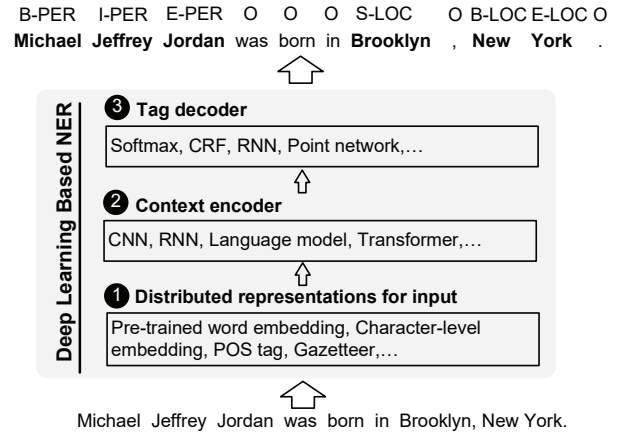 B-PER I-PER E-PER O O O S-LOC O B-LOC E-LOC O
Michael Jeffrey Jordan was born in Brooklyn , New York .
Deep Learning Based NER
3 Tag decoder
Softmax, CRF, RNN, Point network,…
2 Context encoder
CNN, RNN, Language model, Transformer,…
1 Distributed representations for input
Pre-trained word embedding, Character-level
embedding, POS tag, Gazetteer,…
Michael Jeffrey Jordan was born in Brooklyn, New York.